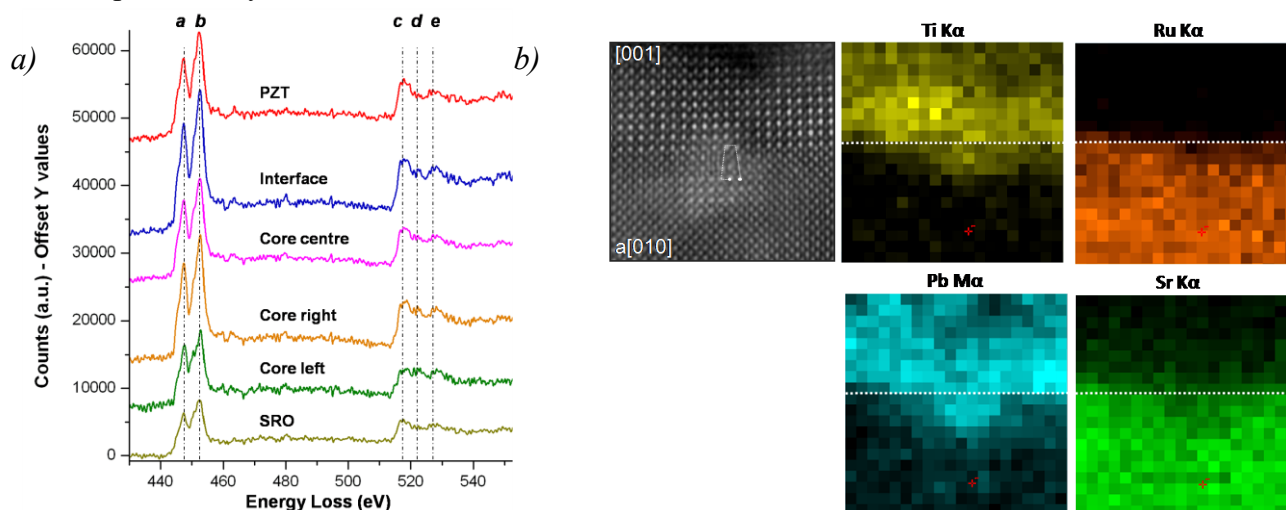 a b c d e
a)
b)
60000
50000
40000
30000
20000
10000
0
Counts (a.u.) - Offset Y values
PZT
Interface
Core centre
Core right
Core left
SRO
440 460 480 500 520 540
Energy Loss (eV)
[001]
a[010]
Ti Kα
Ru Kα
Pb Mα
Sr Kα